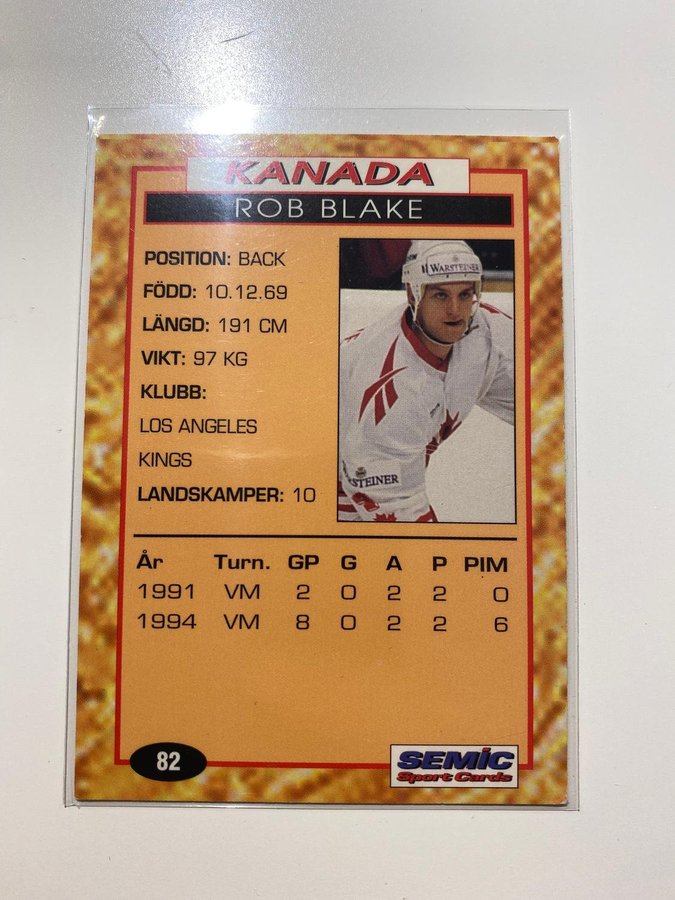 KANADA
ROB BLAKE
POSITION: BACK
FÖDD: 10.12.69
LÄNGD: 191 CM
VIKT: 97 KG
KLUBB:
LOS ANGELES
KINGS
LANDSKAMPER: 10
WARSTEINER
STEINER
År Turn. GP G A P PIM
1991 VM 2 0 2 2 0
1994 VM 8 0 2 2 6
82
SEMIC
Sport Cards